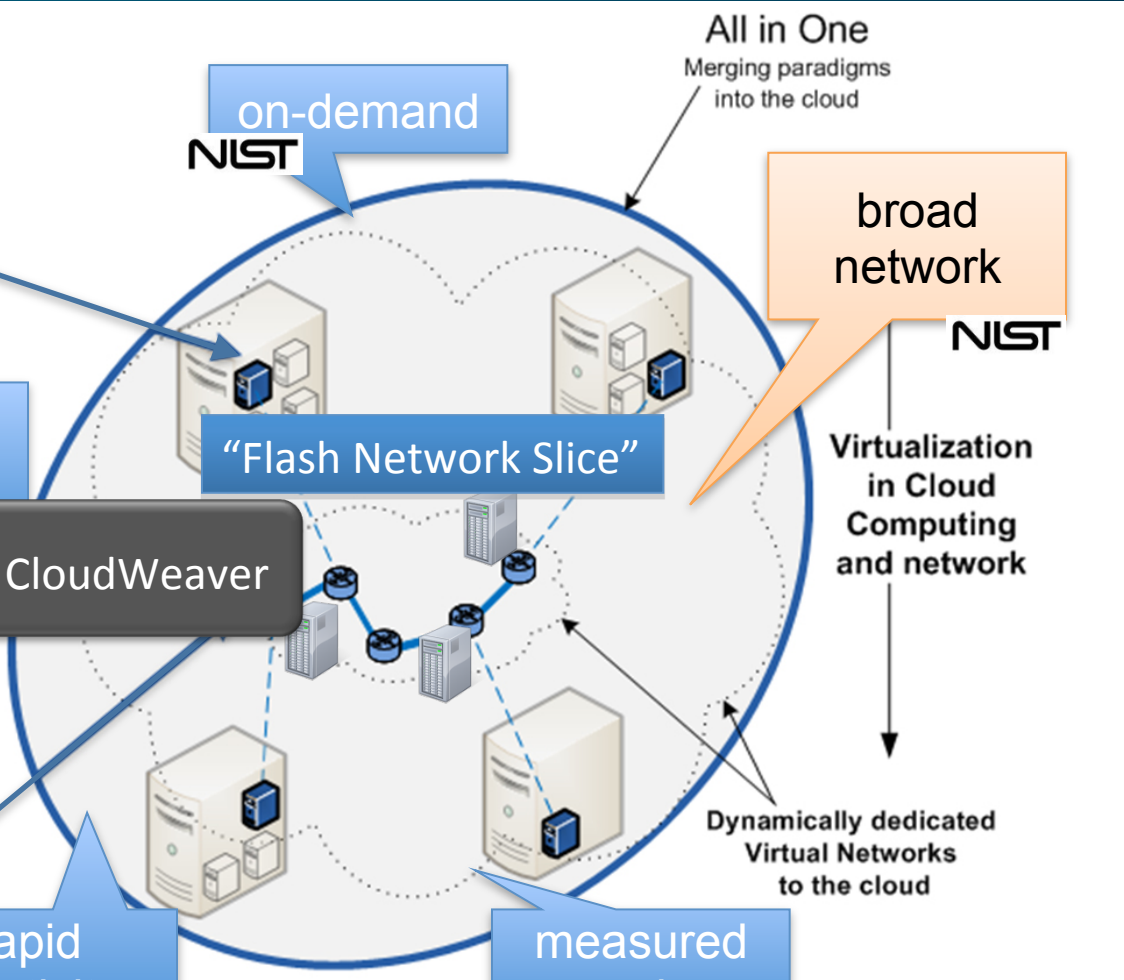 All in One
Merging paradigms
into the cloud
on-demand
NIST
broad
network
NIST
"Flash Network Slice"
Virtualization
in Cloud
Computing
and network
CloudWeaver
Dynamically dedicated
Virtual Networks
to the cloud
apid
measured